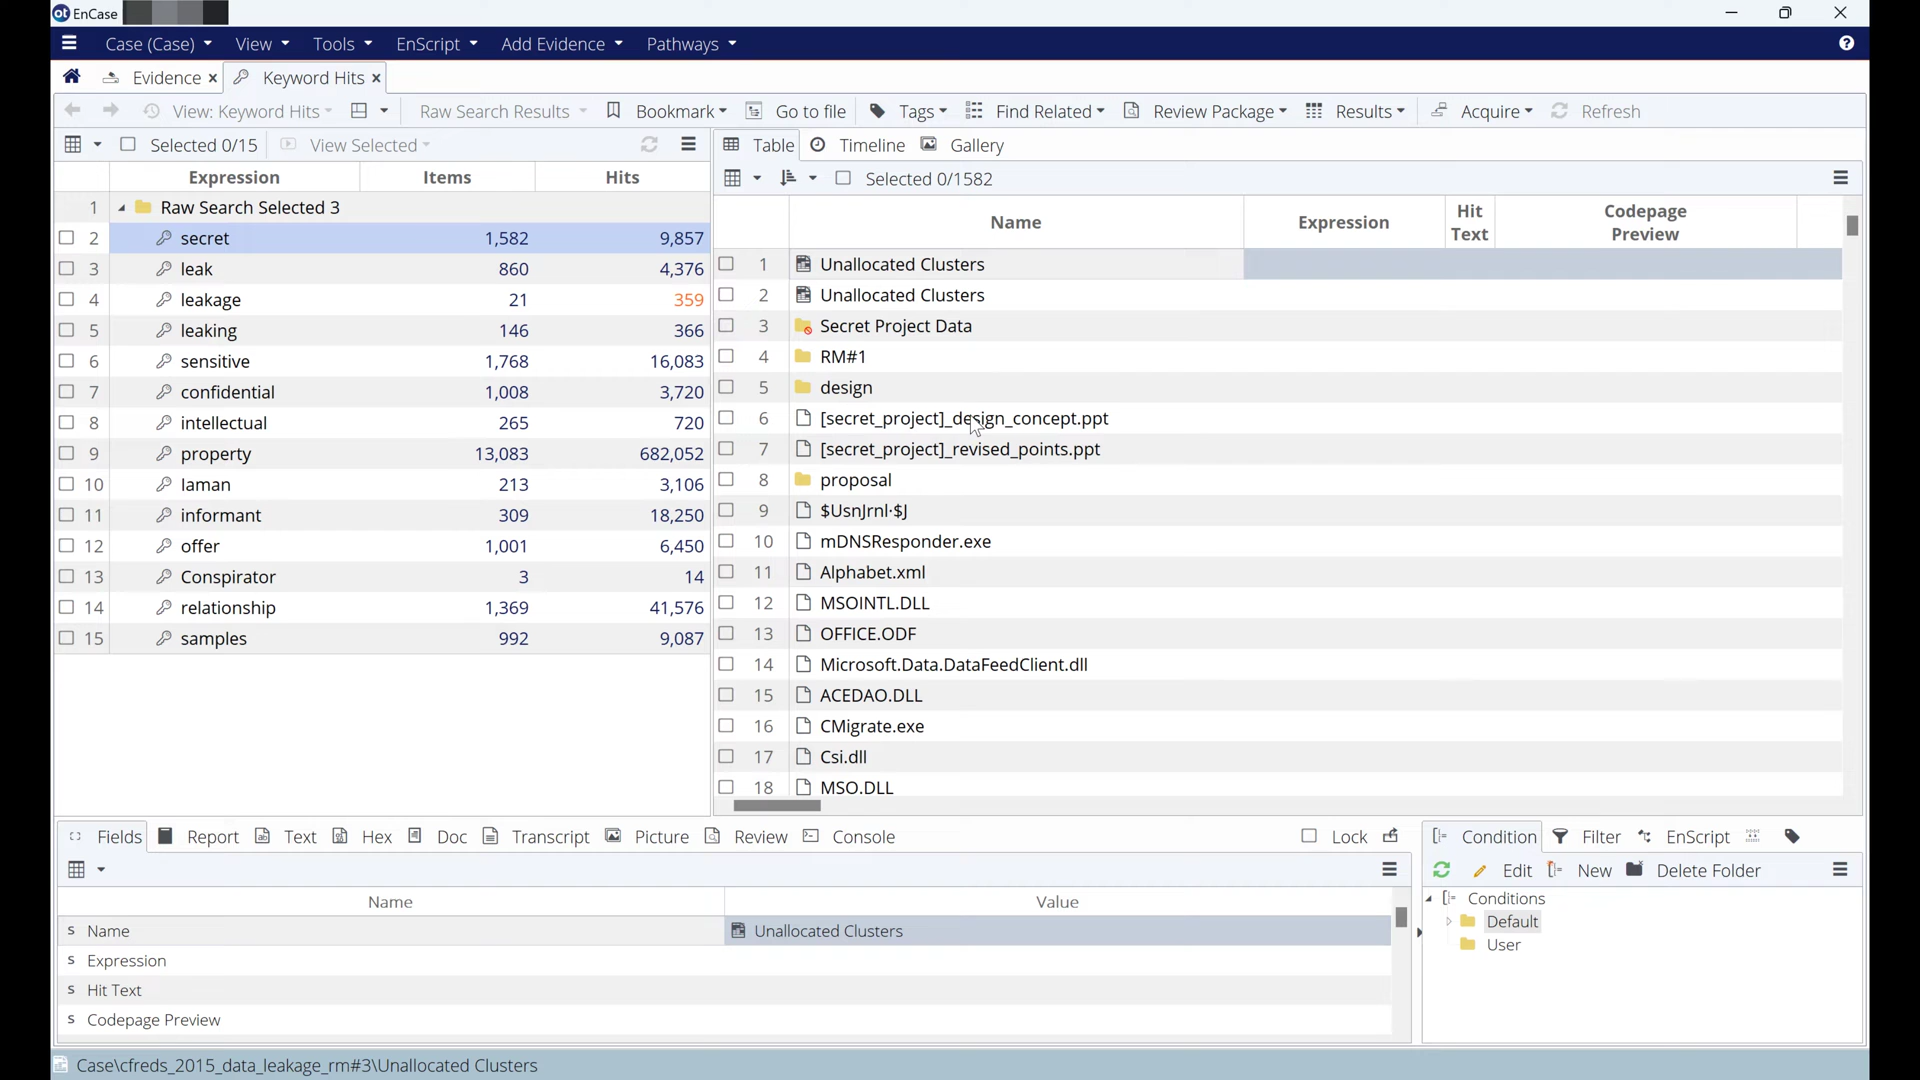 ot EnCase
Case (Case) View Tools EnScript Add Evidence Pathways ?
Evidence x Keyword Hits x
View: Keyword Hits Raw Search Results Bookmark Go to file Tags Find Related Review Package Results Acquire Refresh
Selected 0/15 View Selected
Expression Items Hits
1 Raw Search Selected 3
2 secret 1,582 9,857
3 leak 860 4,376
4 leakage 21 359
5 leaking 146 366
6 sensitive 1,768 16,083
7 confidential 1,008 3,720
8 intellectual 265 720
9 property 13,083 682,052
10 Iaman 213 3,106
11 informant 309 18,250
12 offer 1,001 6,450
13 Conspirator 3 14
14 relationship 1,369 41,576
15 samples 992 9,087
Table Timeline Gallery
Selected 0/1582
Name Expression Hit Text Codepage Preview
1 Unallocated Clusters
2 Unallocated Clusters
3 Secret Project Data
4 RM#1
5 design
6 [secret_project]_design_concept.ppt
7 [secret_project]_revised_points.ppt
8 proposal
9 $UsnJrnl·$J
10 mDNSResponder.exe
11 Alphabet.xml
12 MSOINTL.DLL
13 OFFICE.ODF
14 Microsoft.Data.DataFeedClient.dll
15 ACEDAO.DLL
16 CMigrate.exe
17 Csi.dll
18 MSO.DLL
Fields Report Text Hex Doc Transcript Picture Review Console Lock
Name Value
S Name Unallocated Clusters
S Expression
S Hit Text
S Codepage Preview
Condition Filter EnScript
Edit New Delete Folder
Conditions
Default
User
Case\cfreds_2015_data_leakage_rm#3\Unallocated Clusters